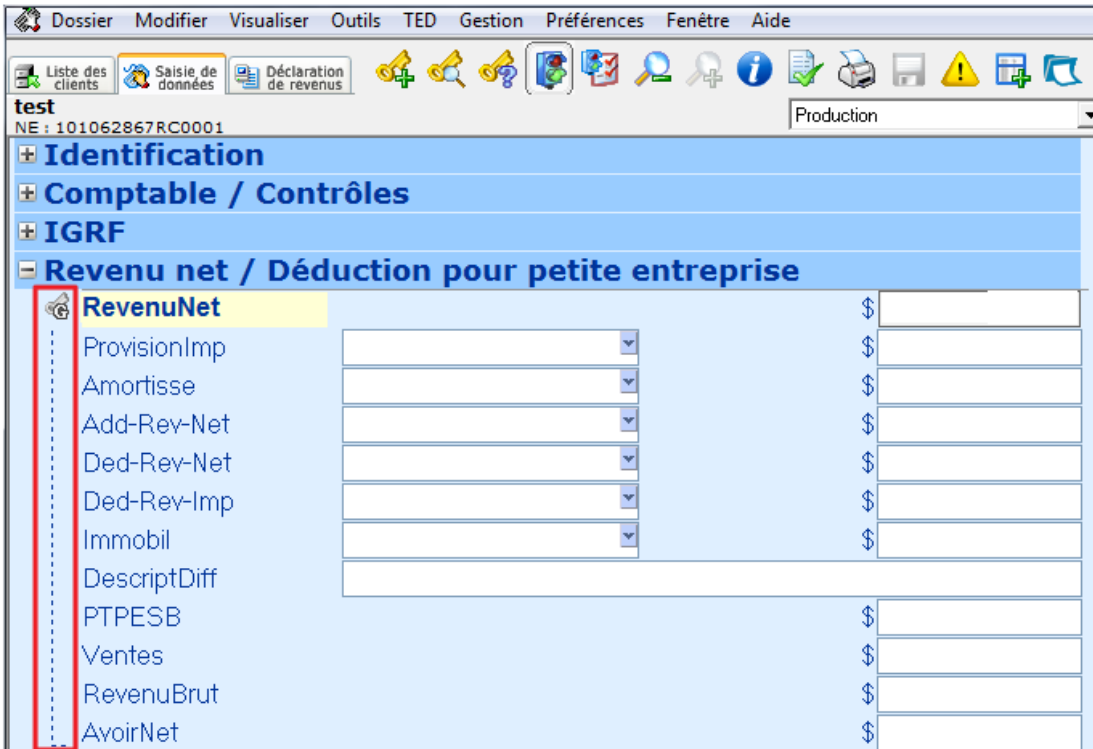 Dossier Modifier Visualiser Outils TED Gestion Préférences Fenêtre Aide
Liste des clients Saisie de données Déclaration de revenus
test
NE : 101062867RC0001 Production
Identification
Comptable / Contrôles
IGRF
Revenu net / Déduction pour petite entreprise
RevenuNet $
ProvisionImp $
Amortisse $
Add-Rev-Net $
Ded-Rev-Net $
Ded-Rev-Imp $
Immobil $
DescriptDiff
PTPESB $
Ventes $
RevenuBrut $
AvoirNet $